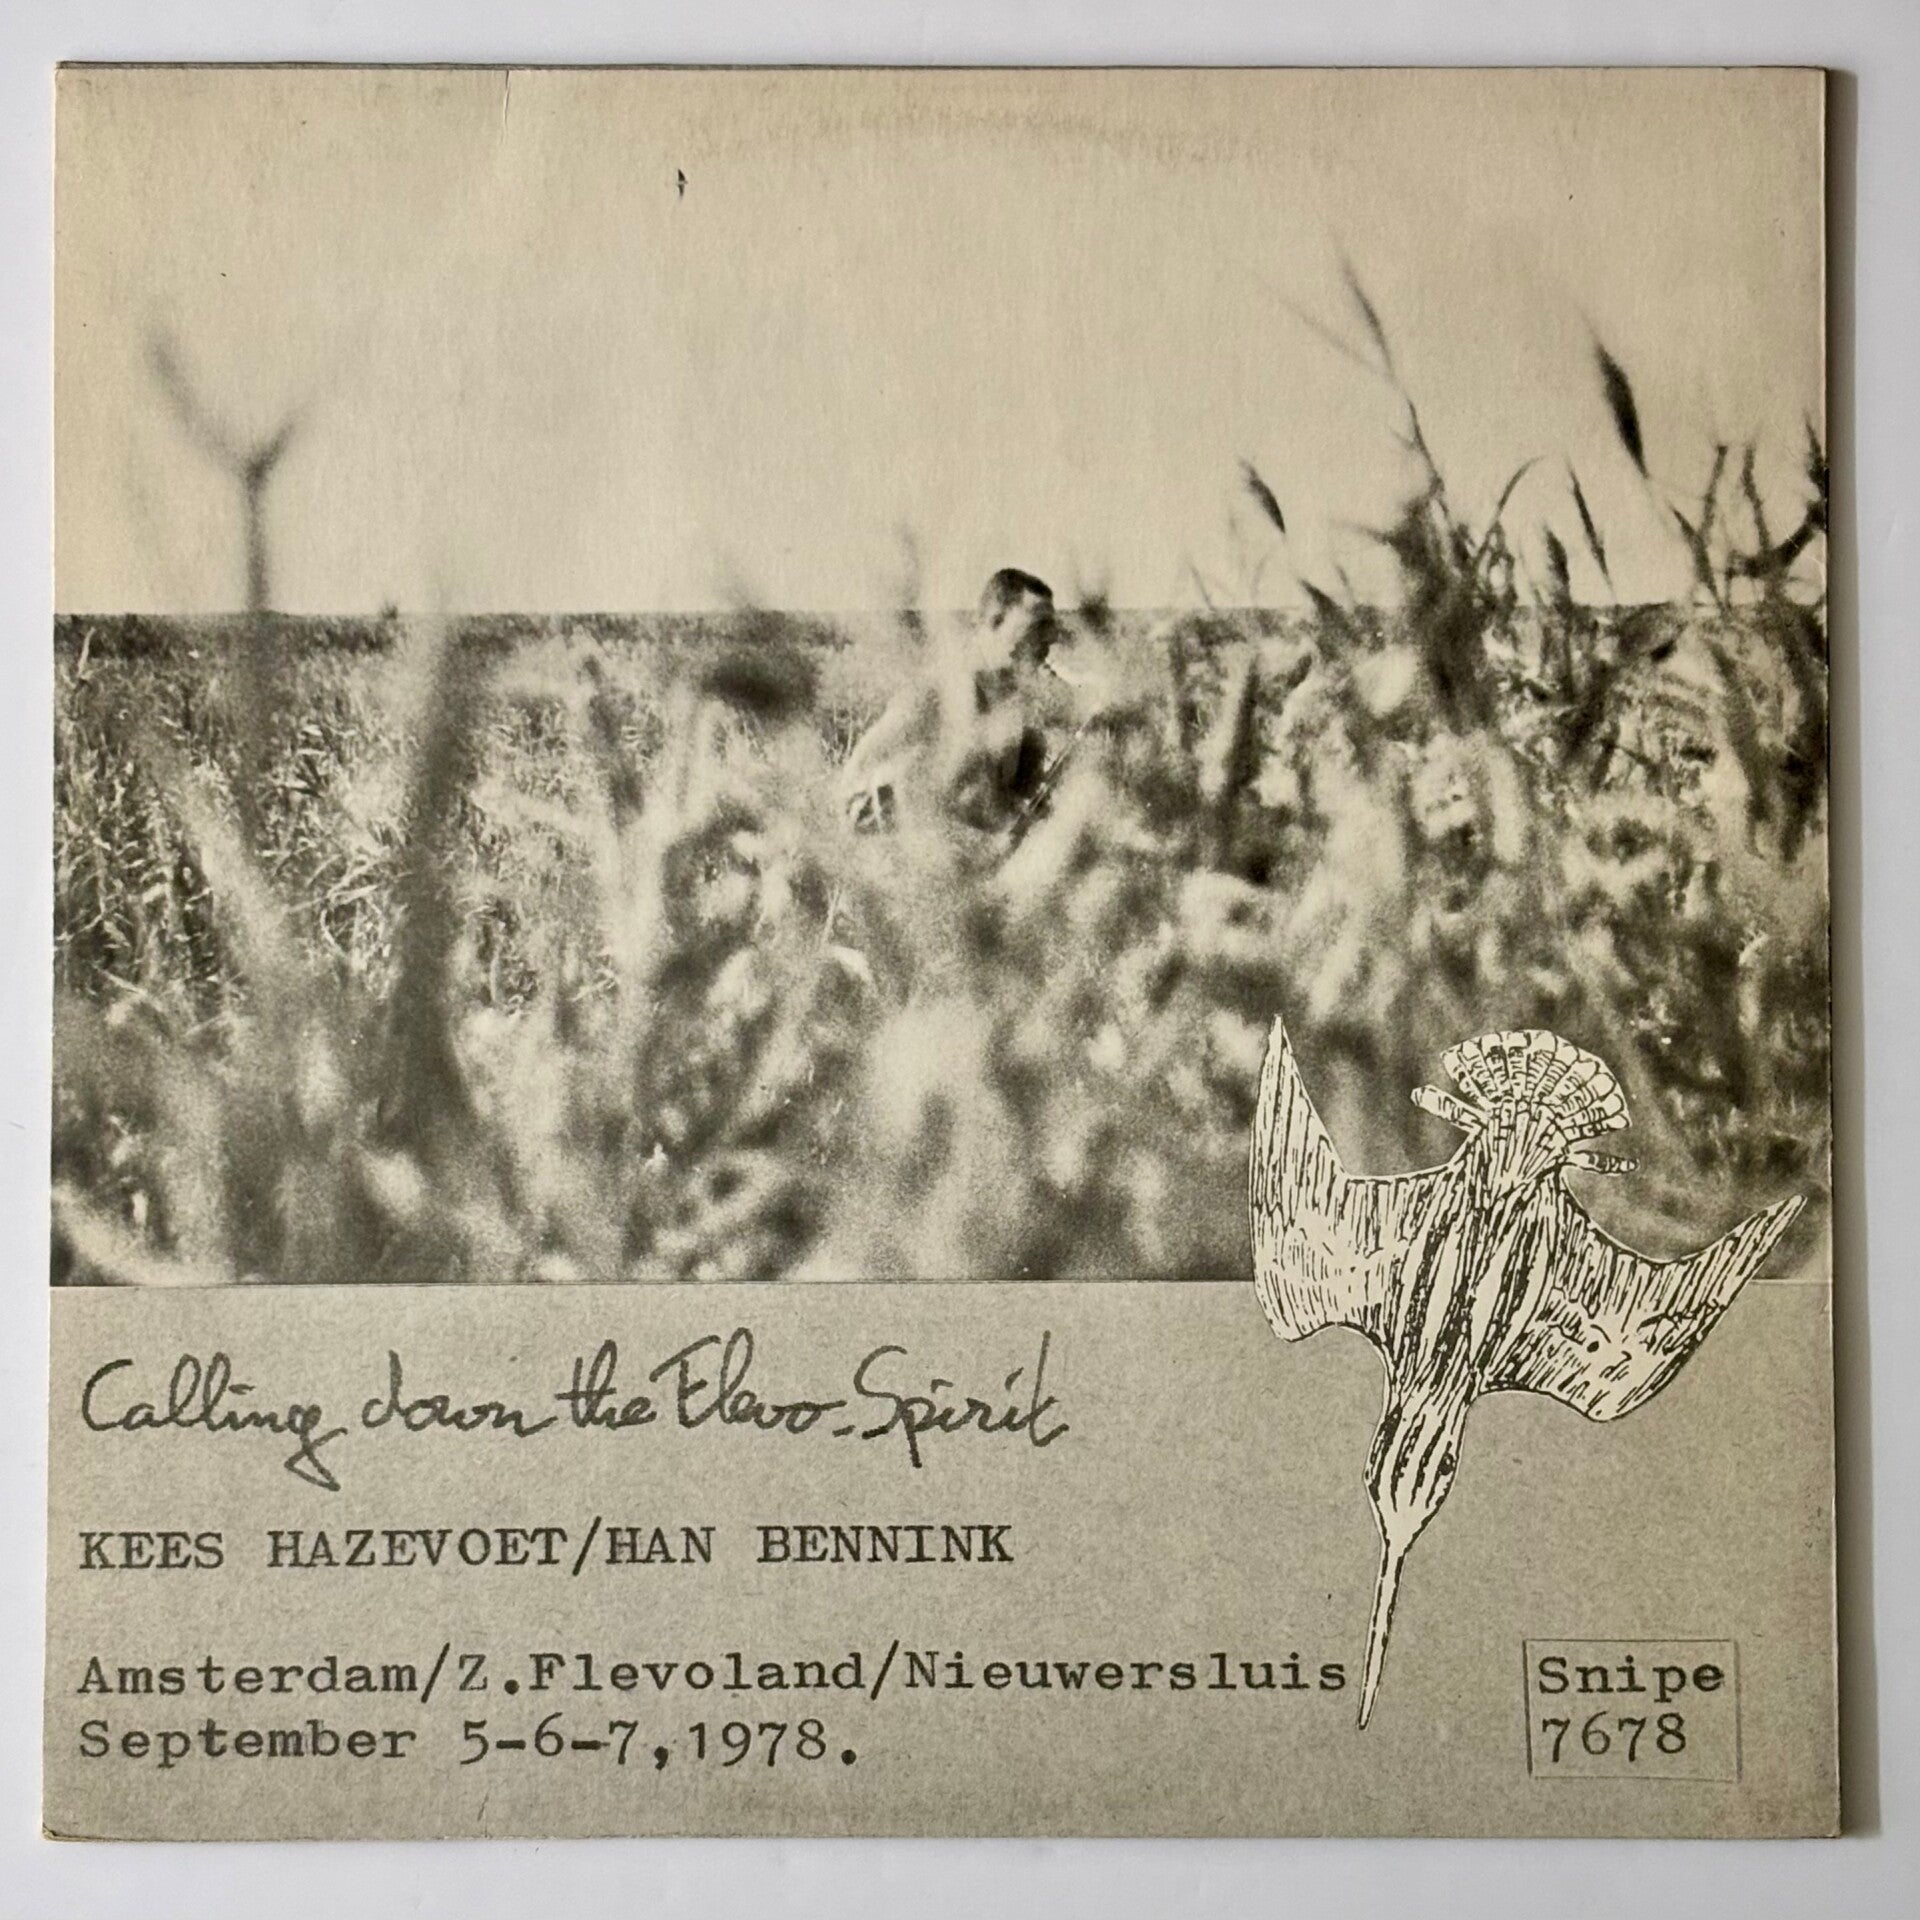 Calling down the Flevo-Spirit
KEES HAZEVOET/HAN BENNINK
Amsterdam/Z.Flevoland/Nieuwersluis
September 5-6-7,1978.
Snipe
7678